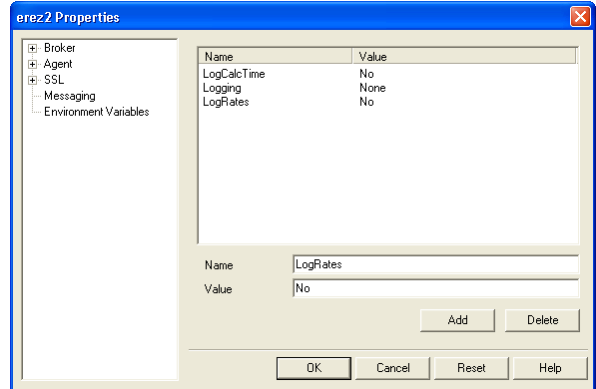 erez2 Properties
Broker
Agent
SSL
Messaging
Environment Variables
Name Value
LogCalcTime No
Logging None
LogRates No
Name LogRates
Value No
Add Delete
OK Cancel Reset Help